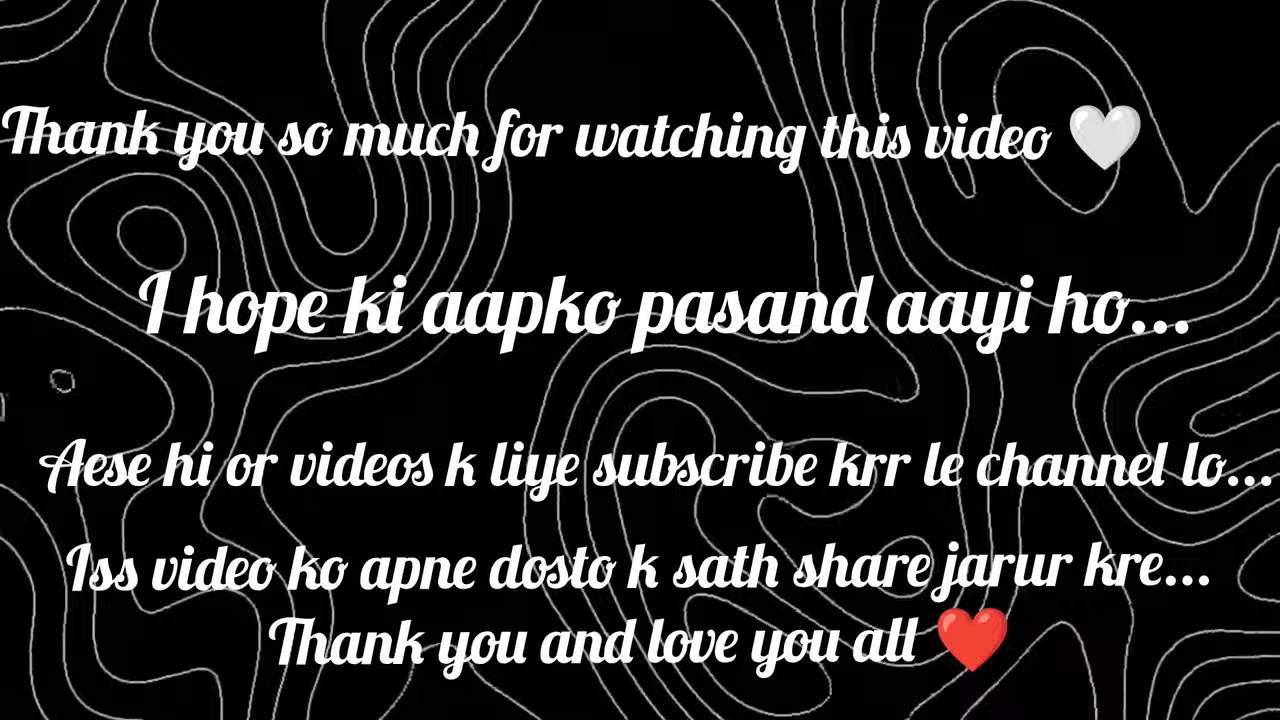 Thank you so much for watching this video 🤍
I hope ki aapko pasand aayi ho...
Aese hi or videos k liye subscribe krr le channel lo...
Iss video ko apne dosto k sath share jarur kre...
Thank you and love you all ❤️